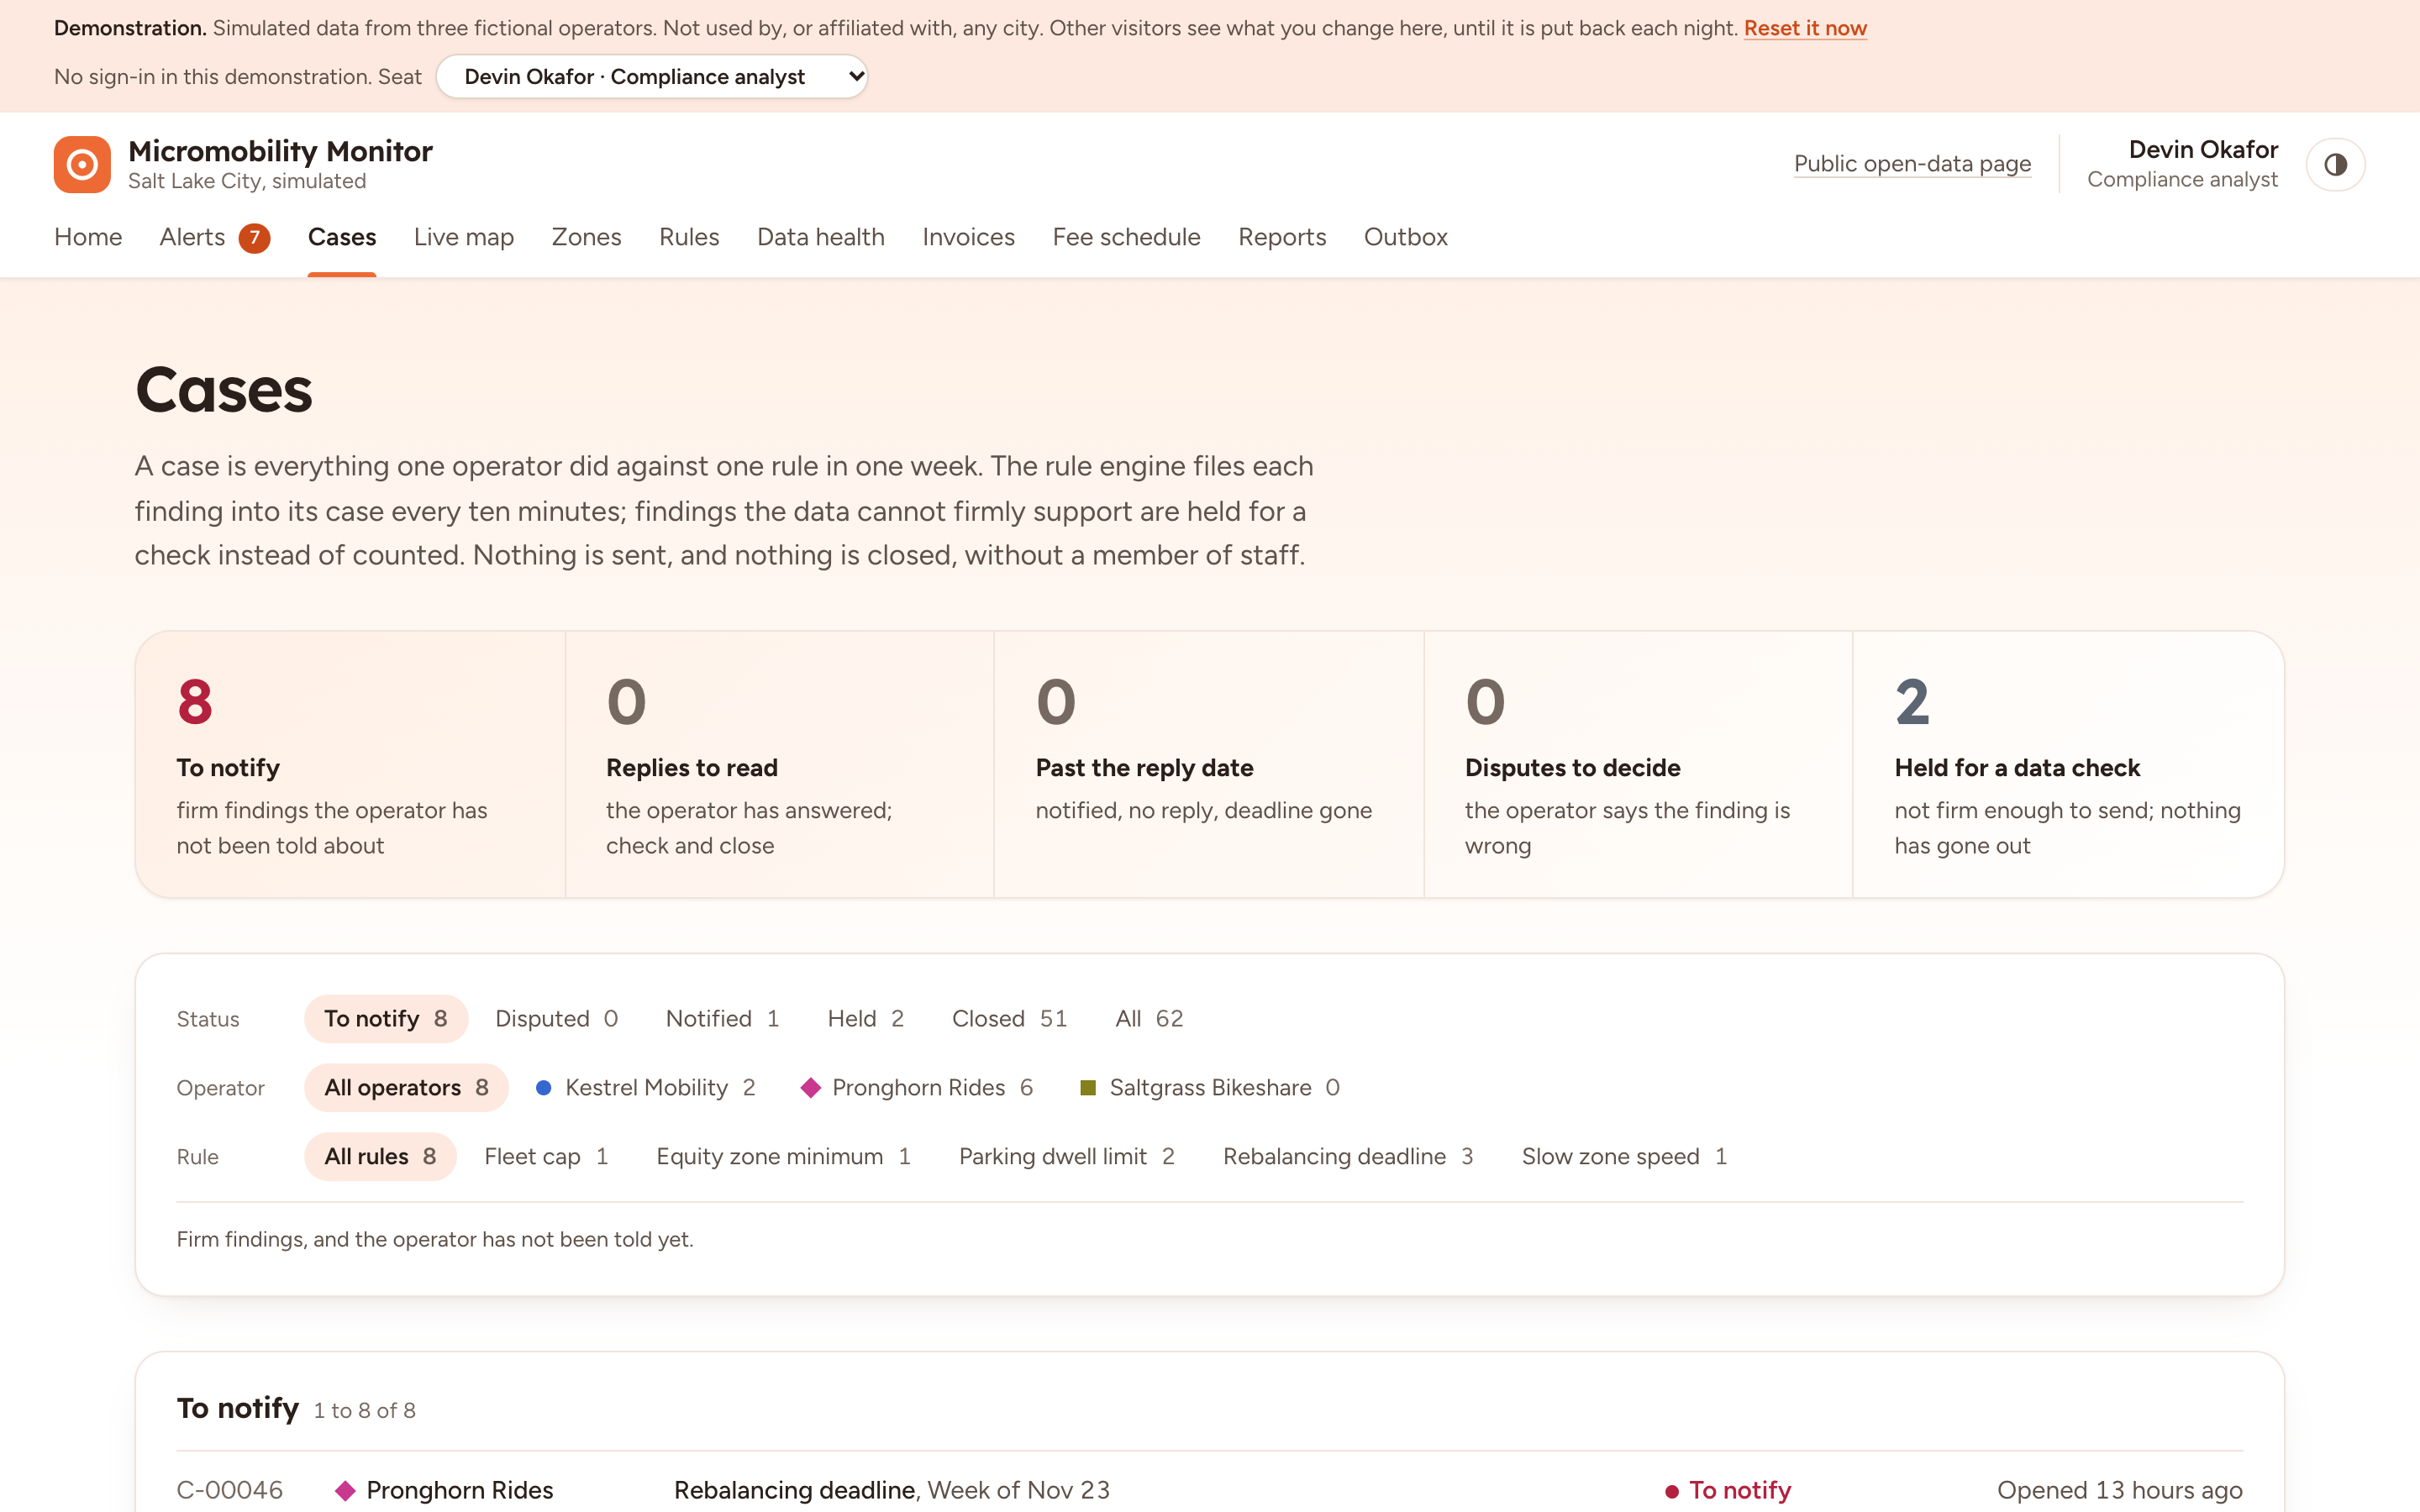 Demonstration. Simulated data from three fictional operators. Not used by, or affiliated with, any city. Other visitors see what you change here, until it is put back each night. Reset it now
No sign-in in this demonstration. Seat Devin Okafor · Compliance analyst
Micromobility Monitor
Salt Lake City, simulated
Public open-data page
Devin Okafor
Compliance analyst
Home Alerts 7 Cases Live map Zones Rules Data health Invoices Fee schedule Reports Outbox
Cases
A case is everything one operator did against one rule in one week. The rule engine files each
finding into its case every ten minutes; findings the data cannot firmly support are held for a
check instead of counted. Nothing is sent, and nothing is closed, without a member of staff.
8
To notify
firm findings the operator has
not been told about
0
Replies to read
the operator has answered;
check and close
0
Past the reply date
notified, no reply, deadline gone
0
Disputes to decide
the operator says the finding is
wrong
2
Held for a data check
not firm enough to send; nothing
has gone out
Status To notify 8 Disputed 0 Notified 1 Held 2 Closed 51 All 62
Operator All operators 8 Kestrel Mobility 2 Pronghorn Rides 6 Saltgrass Bikeshare 0
Rule All rules 8 Fleet cap 1 Equity zone minimum 1 Parking dwell limit 2 Rebalancing deadline 3 Slow zone speed 1
Firm findings, and the operator has not been told yet.
To notify 1 to 8 of 8
C-00046 Pronghorn Rides Rebalancing deadline, Week of Nov 23 To notify Opened 13 hours ago